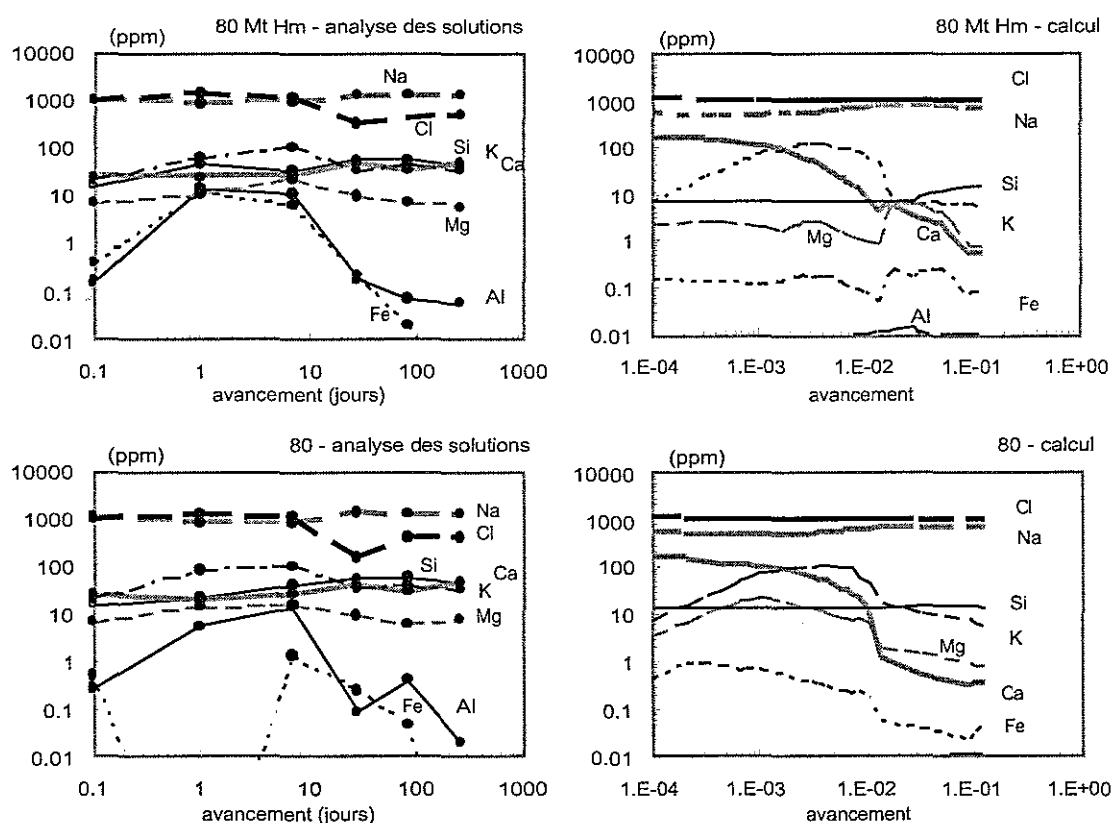 80 Mt Hm - analyse des solutions
(ppm)
10000
1000
100
10
1
0.1
0.01
Na
Cl
Si
K
Ca
Mg
Al
Fe
0.1 1 10 100 1000
avancement (jours)
80 Mt Hm - calcul
(ppm)
10000
1000
100
10
1
0.1
0.01
Cl
Na
Si
K
Mg
Ca
Fe
Al
1.E-04 1.E-03 1.E-02 1.E-01 1.E+00
avancement
80 - analyse des solutions
(ppm)
10000
1000
100
10
1
0.1
0.01
Na
Cl
Si
Ca
K
Mg
Fe
Al
0.1 1 10 100 1000
avancement (jours)
80 - calcul
(ppm)
10000
1000
100
10
1
0.1
0.01
Cl
Na
Si
K
Mg
Ca
Fe
1.E-04 1.E-03 1.E-02 1.E-01 1.E+00
avancement